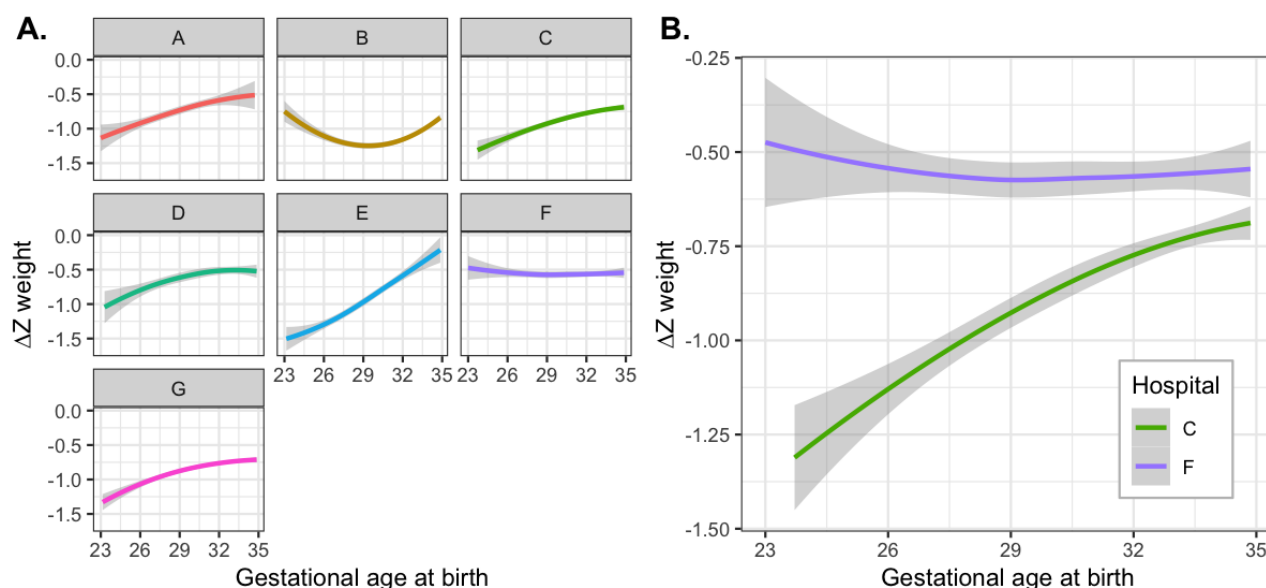 A.
A
B
C
0.0
-0.5
-1.0
-1.5
D
E
F
0.0
-0.5
-1.0
-1.5
23 26 29 32 35
23 26 29 32 35
G
0.0
-0.5
-1.0
-1.5
23 26 29 32 35
ΔZ weight
Gestational age at birth
B.
-0.25
-0.50
-0.75
-1.00
-1.25
-1.50
23 26 29 32 35
ΔZ weight
Gestational age at birth
Hospital
C
F